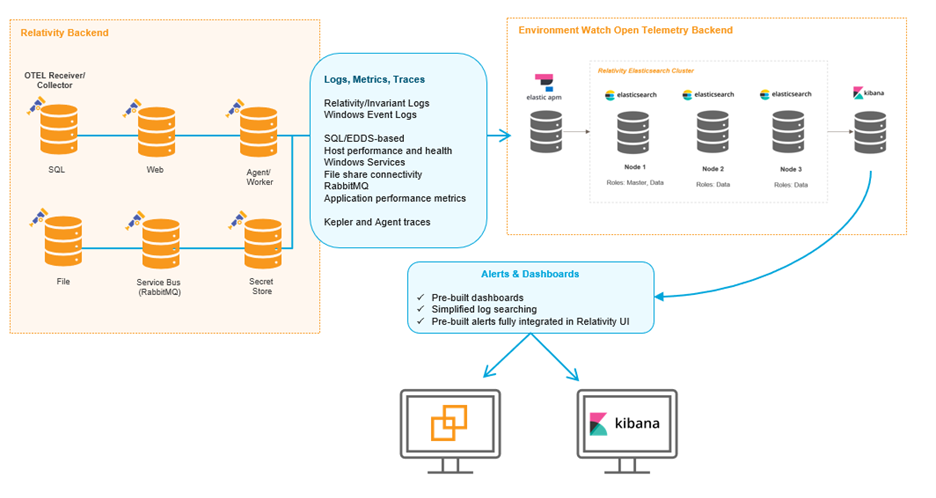 Relativity Backend
OTEL Receiver/
Collector
SQL
Web
Agent/
Worker
File
Service Bus
(RabbitMQ)
Secret
Store
Logs, Metrics, Traces
Relativity/Invariant Logs
Windows Event Logs
SQL/EDDS-based
Host performance and health
Windows Services
File share connectivity
RabbitMQ
Application performance metrics
Kepler and Agent traces
Environment Watch Open Telemetry Backend
elastic apm
Relativity Elasticsearch Cluster
elasticsearch
elasticsearch
elasticsearch
kibana
Node 1
Node 2
Node 3
Roles: Master, Data
Roles: Data
Roles: Data
Alerts & Dashboards
✓ Pre-built dashboards
✓ Simplified log searching
✓ Pre-built alerts fully integrated in Relativity UI
kibana